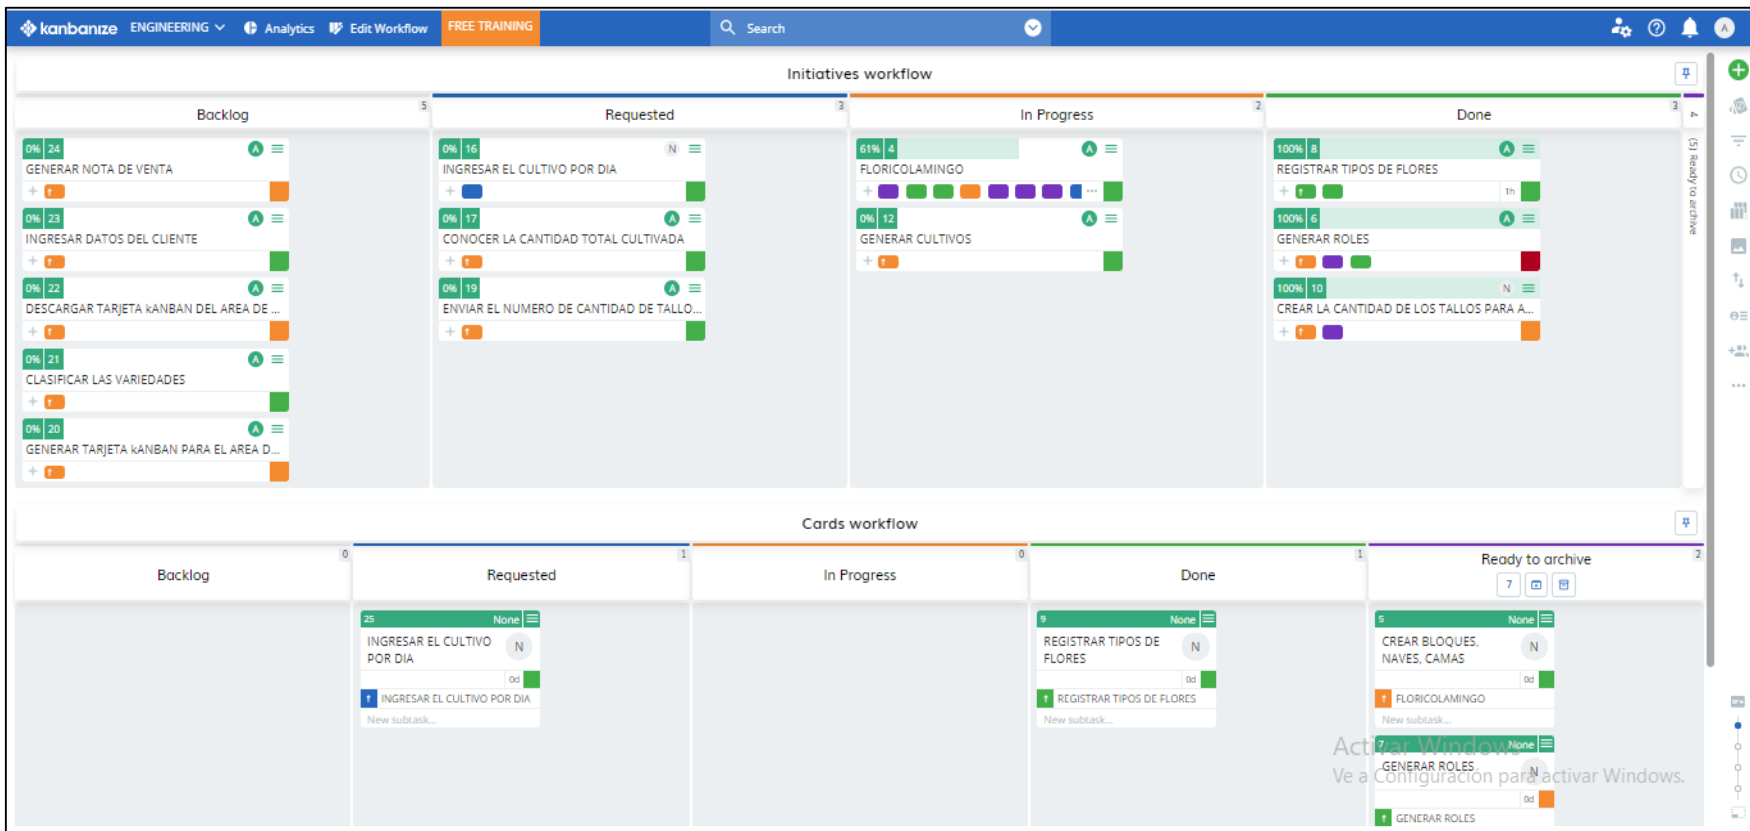 kanbanize ENGINEERING Analytics Edit Workflow FREE TRAINING Search A
Initiatives workflow
Backlog 5 Requested 3 In Progress 2 Done 3
(5) Ready to archive
0% 24 A
GENERAR NOTA DE VENTA
0% 23 A
INGRESAR DATOS DEL CLIENTE
0% 22 A
DESCARGAR TARJETA kANBAN DEL AREA DE ...
0% 21 A
CLASIFICAR LAS VARIEDADES
0% 20 A
GENERAR TARJETA kANBAN PARA EL AREA D...
0% 16 N
INGRESAR EL CULTIVO POR DIA
0% 17 A
CONOCER LA CANTIDAD TOTAL CULTIVADA
0% 19 A
ENVIAR EL NUMERO DE CANTIDAD DE TALLO...
61% 4 A
FLORICOLAMINGO
0% 12 A
GENERAR CULTIVOS
100% 8 A
REGISTRAR TIPOS DE FLORES
1h
100% 6 A
GENERAR ROLES
100% 10 N
CREAR LA CANTIDAD DE LOS TALLOS PARA A...
Cards workflow
Backlog 0 Requested 1 In Progress 0 Done 1 Ready to archive 2
7
25 None
INGRESAR EL CULTIVO
POR DIA
N
0d
INGRESAR EL CULTIVO POR DIA
New subtask...
9 None
REGISTRAR TIPOS DE
FLORES
N
0d
REGISTRAR TIPOS DE FLORES
New subtask...
5 None
CREAR BLOQUES,
NAVES, CAMAS
N
0d
FLORICOLAMINGO
New subtask...
7 None
GENERAR ROLES
N
0d
GENERAR ROLES
Activar Windows
Ve a Configuración para activar Windows.